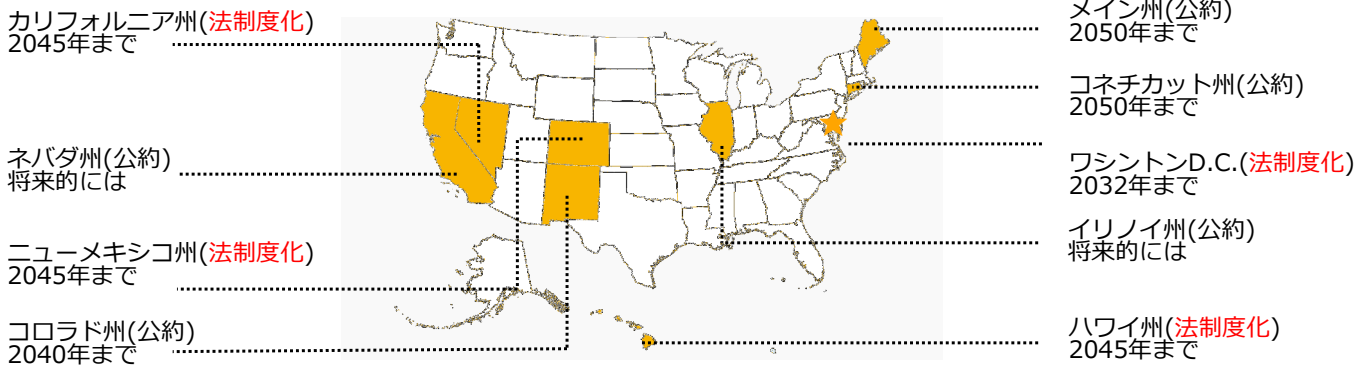 カリフォルニア州(法制度化)
2045年まで
ネバダ州(公約)
将来的には
ニューメキシコ州(法制度化)
2045年まで
コロラド州(公約)
2040年まで
メイン州(公約)
2050年まで
コネチカット州(公約)
2050年まで
ワシントンD.C.(法制度化)
2032年まで
イリノイ州(公約)
将来的には
ハワイ州(法制度化)
2045年まで